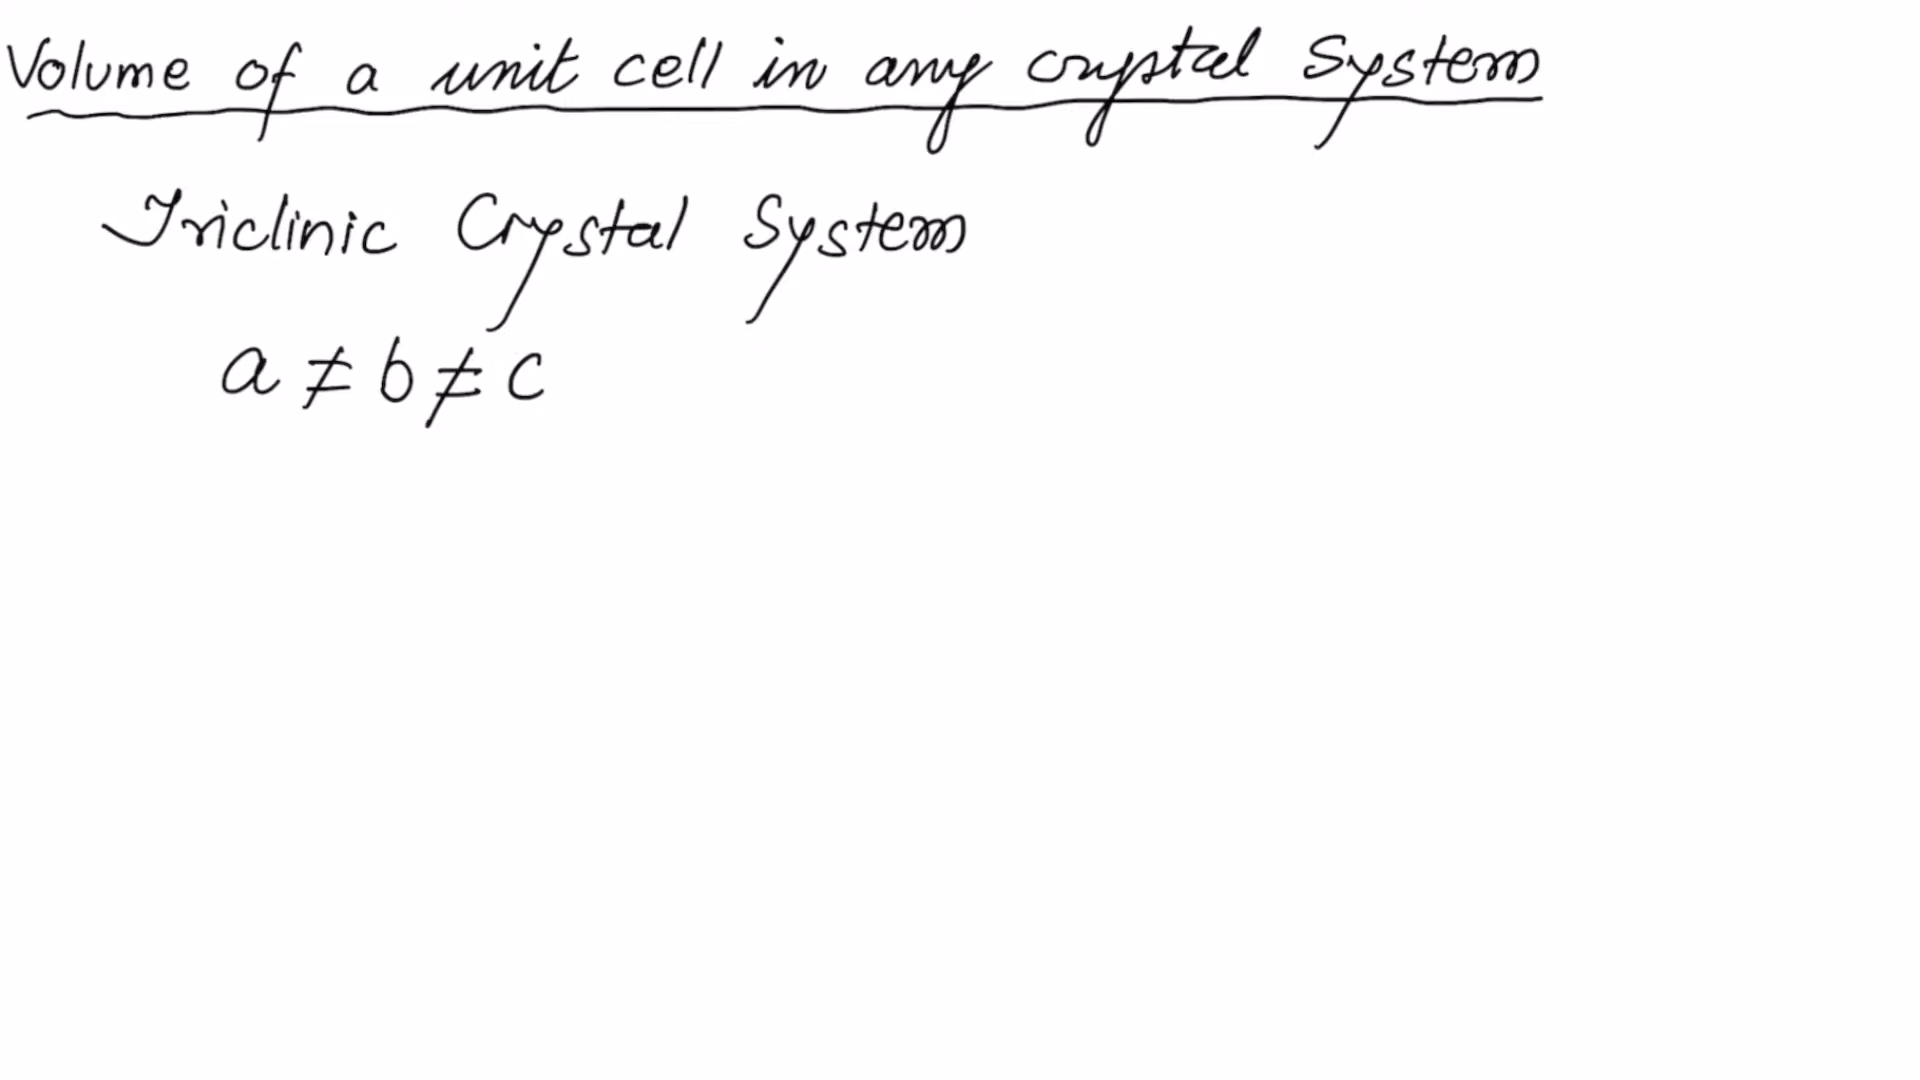 Volume of a unit cell in any crystal System
Triclinic Crystal System
a ≠ b ≠ c